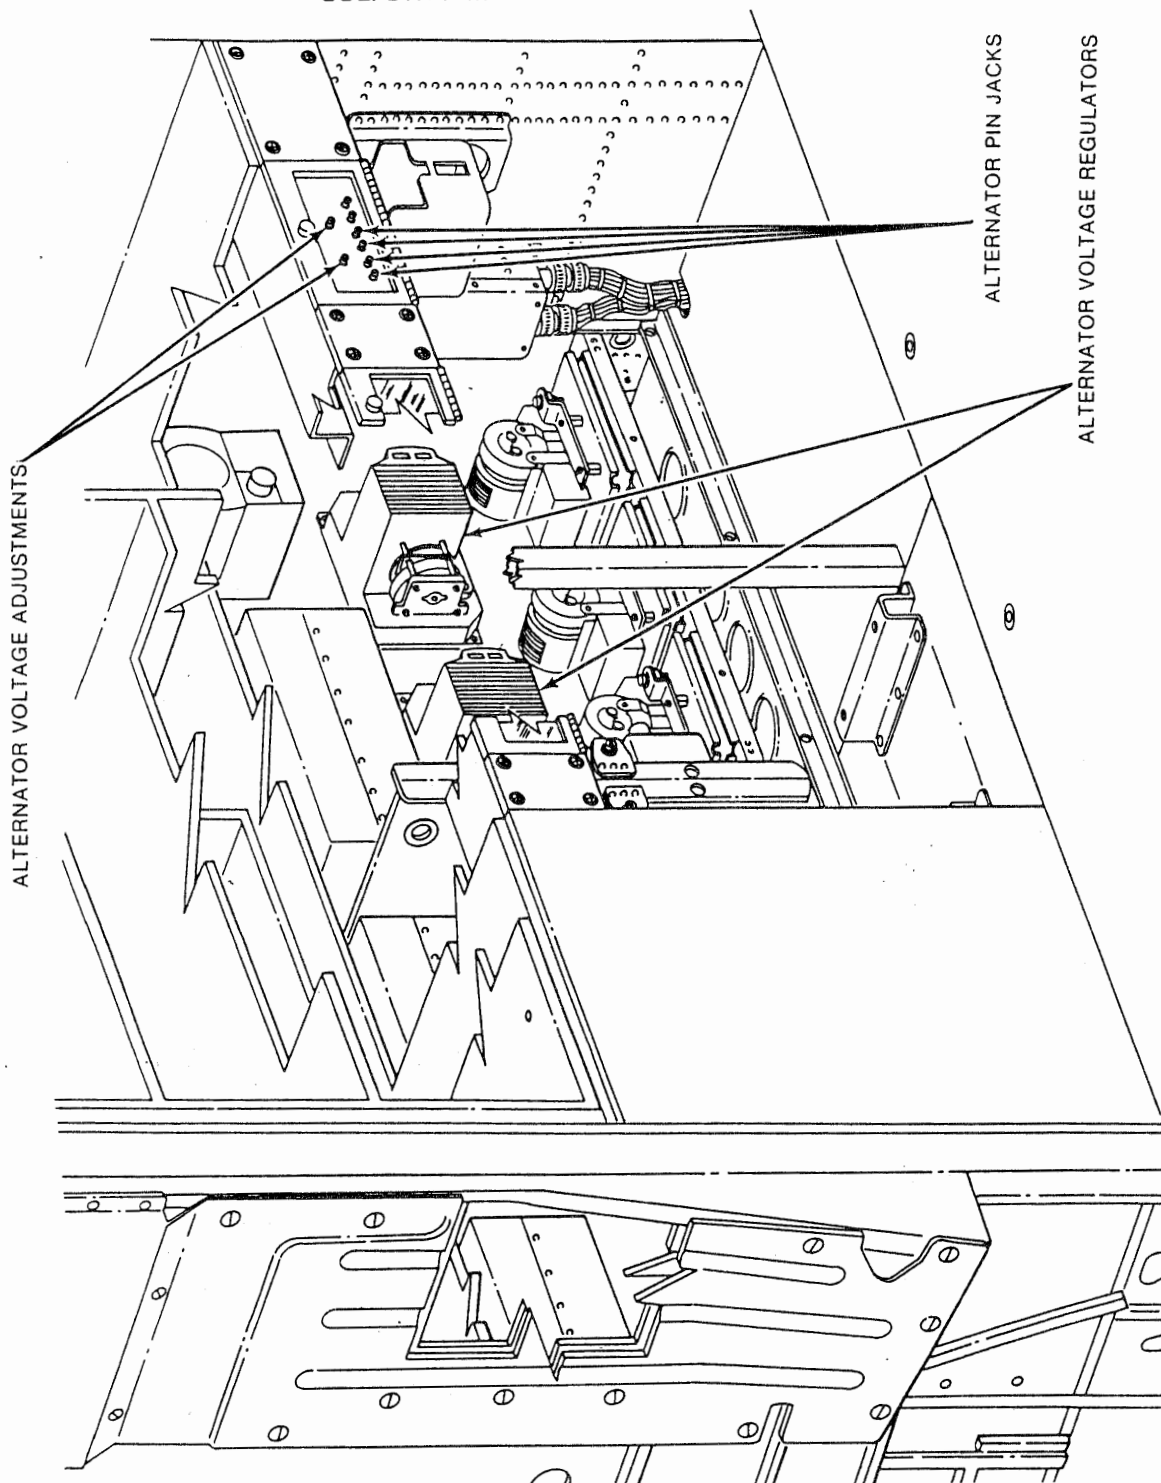 ALTERNATOR VOLTAGE ADJUSTMENTS
ALTERNATOR PIN JACKS
ALTERNATOR VOLTAGE REGULATORS